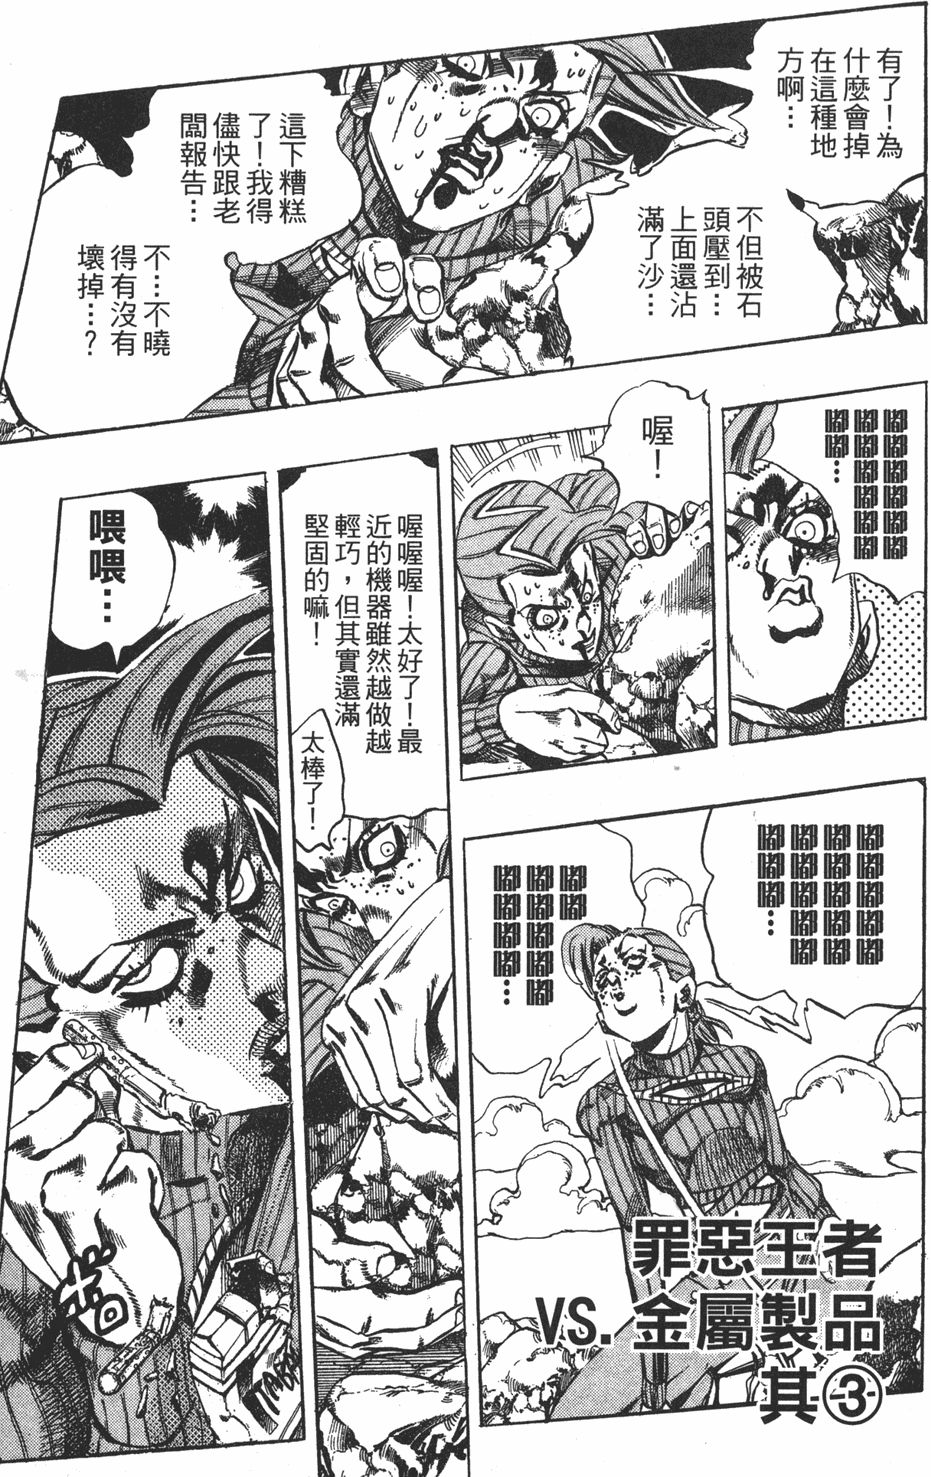 有了！為
什麼會掉
在這種地
方啊…
不但被石
頭壓到…
上面還沾
滿了沙…
這下糟糕
了！我得
儘快跟老
闆報告…
不…不曉
得有沒有
壞掉…？
嘟嘟嘟嘟嘟嘟
嘟嘟嘟嘟嘟嘟
嘟嘟…
喔！
喔喔喔！太好了！最
近的機器雖然越做越
輕巧，但其實還滿
堅固的嘛！
太棒了！
喂喂…
嘟嘟嘟嘟嘟
嘟嘟嘟嘟嘟
嘟嘟嘟嘟嘟
嘟嘟嘟…
嘟嘟
嘟嘟嘟嘟
嘟嘟嘟嘟…
罪惡王者
VS.金屬製品
其③